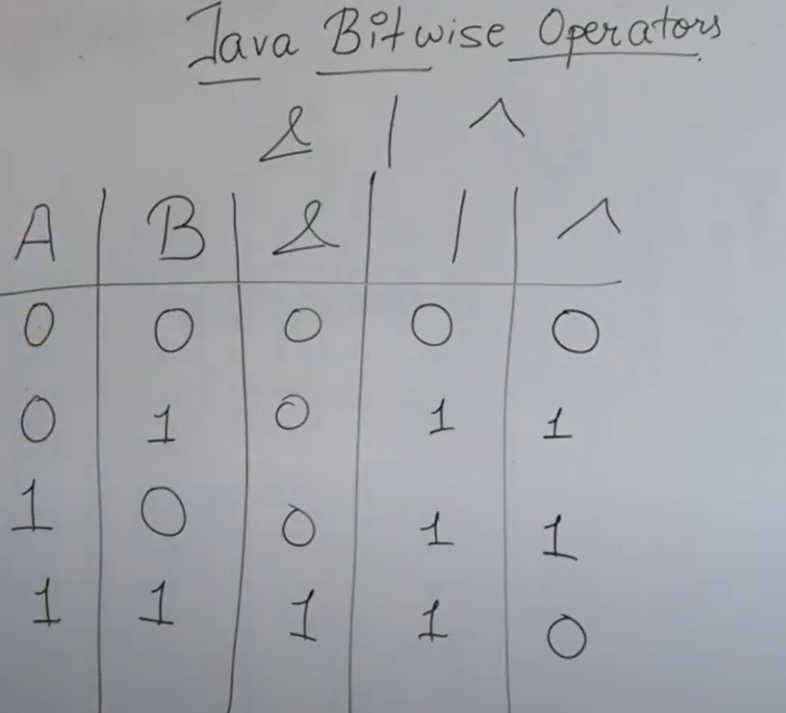 Java Bitwise Operators
& | ^
A B & | ^
0 0 0 0 0
0 1 0 1 1
1 0 0 1 1
1 1 1 1 0